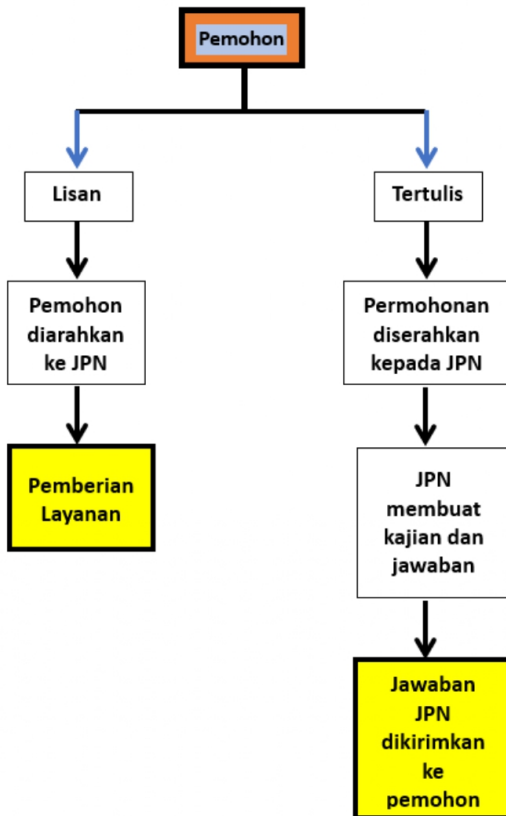 Pemohon
Lisan
Tertulis
Pemohon
diarahkan
ke JPN
Permohonan
diserahkan
kepada JPN
Pemberian
Layanan
JPN
membuat
kajian dan
jawaban
Jawaban
JPN
dikirimkan
ke
pemohon